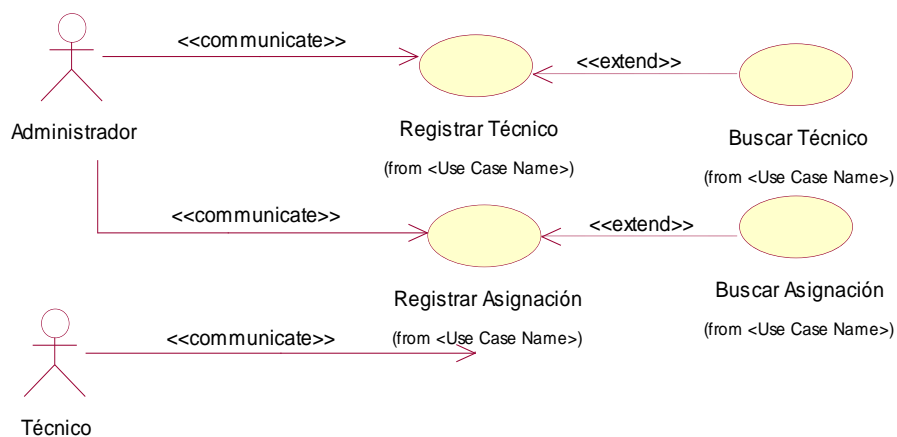 <<communicate>>
<<extend>>
Administrador
Registrar Técnico
(from <Use Case Name>)
Buscar Técnico
(from <Use Case Name>)
<<communicate>>
<<extend>>
Registrar Asignación
(from <Use Case Name>)
Buscar Asignación
(from <Use Case Name>)
<<communicate>>
Técnico